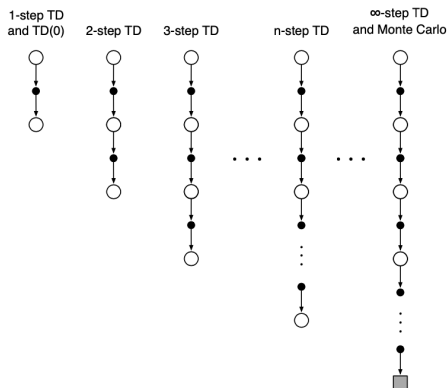 1-step TD
and TD(0)
2-step TD
3-step TD
n-step TD
∞-step TD
and Monte Carlo